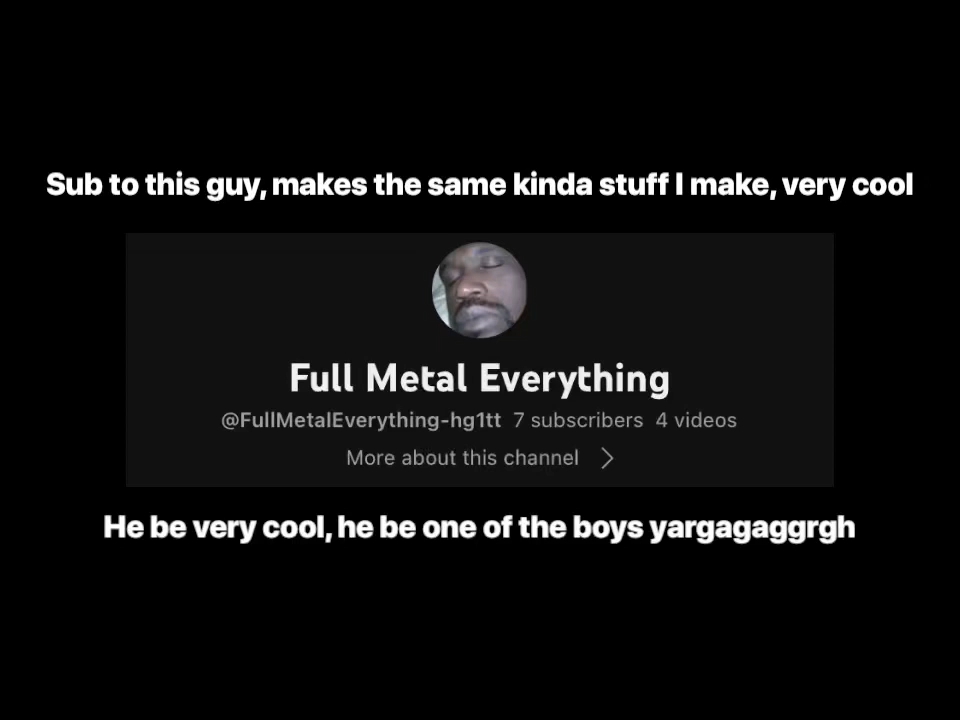 Sub to this guy, makes the same kinda stuff I make, very cool
Full Metal Everything
@FullMetalEverything-hg1tt 7 subscribers 4 videos
More about this channel
He be very cool, he be one of the boys yargagaggrgh